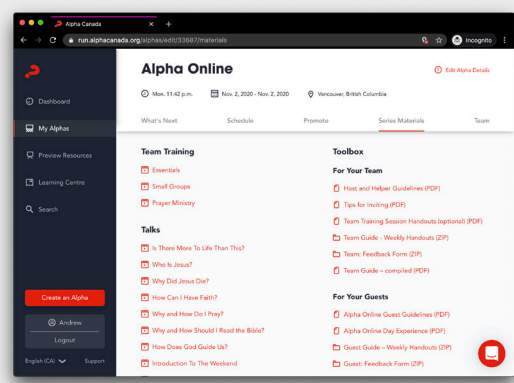 Alpha Canada
run.alphacanada.org/alphas/edit/33687/materials
Incognito
Dashboard
My Alphas
Preview Resources
Learning Centre
Search
Create an Alpha
Andrew
Logout
English (CA)
Support
Alpha Online
Edit Alpha Details
Mon. 11:42 p.m.
Nov. 2, 2020 - Nov. 2, 2020
Vancouver, British Columbia
What's Next
Schedule
Promote
Series Materials
Team
Team Training
Essentials
Small Groups
Prayer Ministry
Talks
Is There More To Life Than This?
Who Is Jesus?
Why Did Jesus Die?
How Can I Have Faith?
Why and How Do I Pray?
Why and How Should I Read the Bible?
How Does God Guide Us?
Introduction To The Weekend
Toolbox
For Your Team
Host and Helper Guidelines (PDF)
Tips for Inviting (PDF)
Team Training Session Handouts (optional) (PDF)
Team Guide - Weekly Handouts (ZIP)
Team: Feedback Form (ZIP)
Team Guide – compiled (PDF)
For Your Guests
Alpha Online Guest Guidelines (PDF)
Alpha Online Day Experience (PDF)
Guest Guide – Weekly Handouts (ZIP)
Guest: Feedback Form (ZIP)